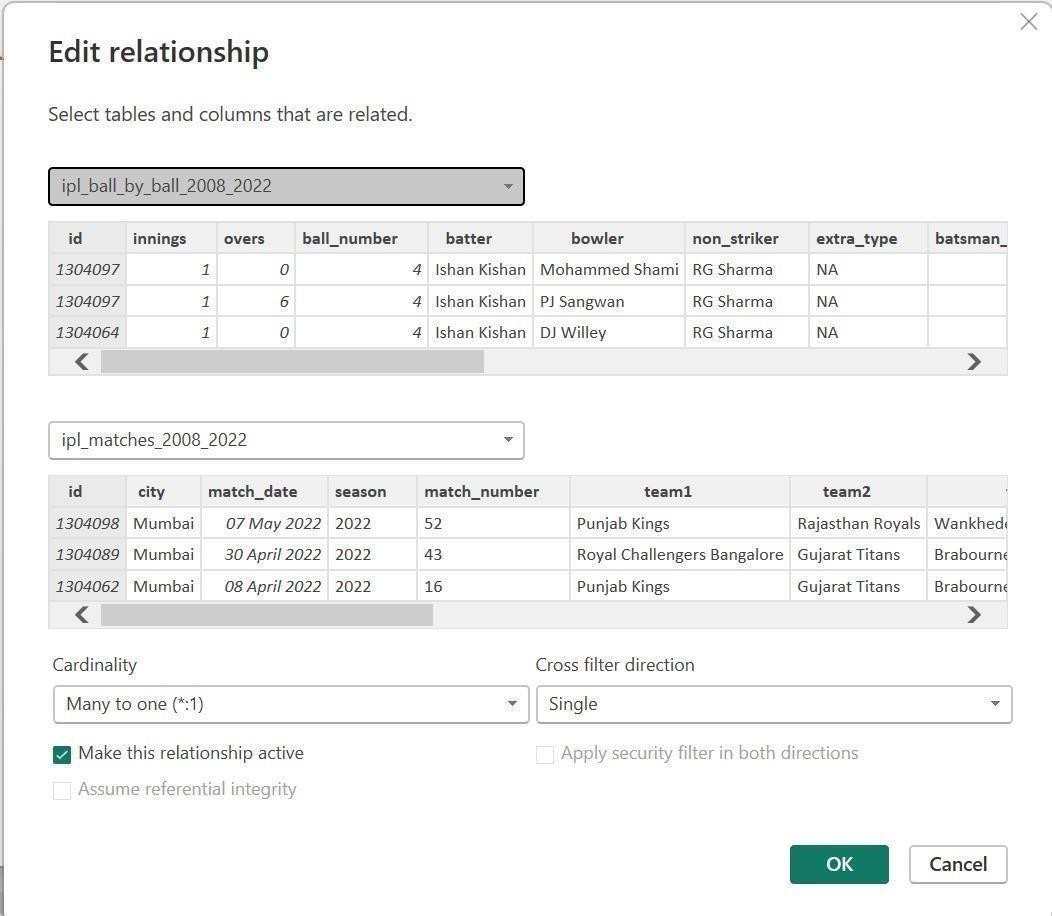 Edit relationship
Select tables and columns that are related.
ipl_ball_by_ball_2008_2022
id innings overs ball_number batter bowler non_striker extra_type batsman_
1304097 1 0 4 Ishan Kishan Mohammed Shami RG Sharma NA
1304097 1 6 4 Ishan Kishan PJ Sangwan RG Sharma NA
1304064 1 0 4 Ishan Kishan DJ Willey RG Sharma NA
ipl_matches_2008_2022
id city match_date season match_number team1 team2
1304098 Mumbai 07 May 2022 2022 52 Punjab Kings Rajasthan Royals Wankhede
1304089 Mumbai 30 April 2022 2022 43 Royal Challengers Bangalore Gujarat Titans Brabourne
1304062 Mumbai 08 April 2022 2022 16 Punjab Kings Gujarat Titans Brabourne
Cardinality Cross filter direction
Many to one (*:1) Single
Make this relationship active Apply security filter in both directions
Assume referential integrity
OK Cancel